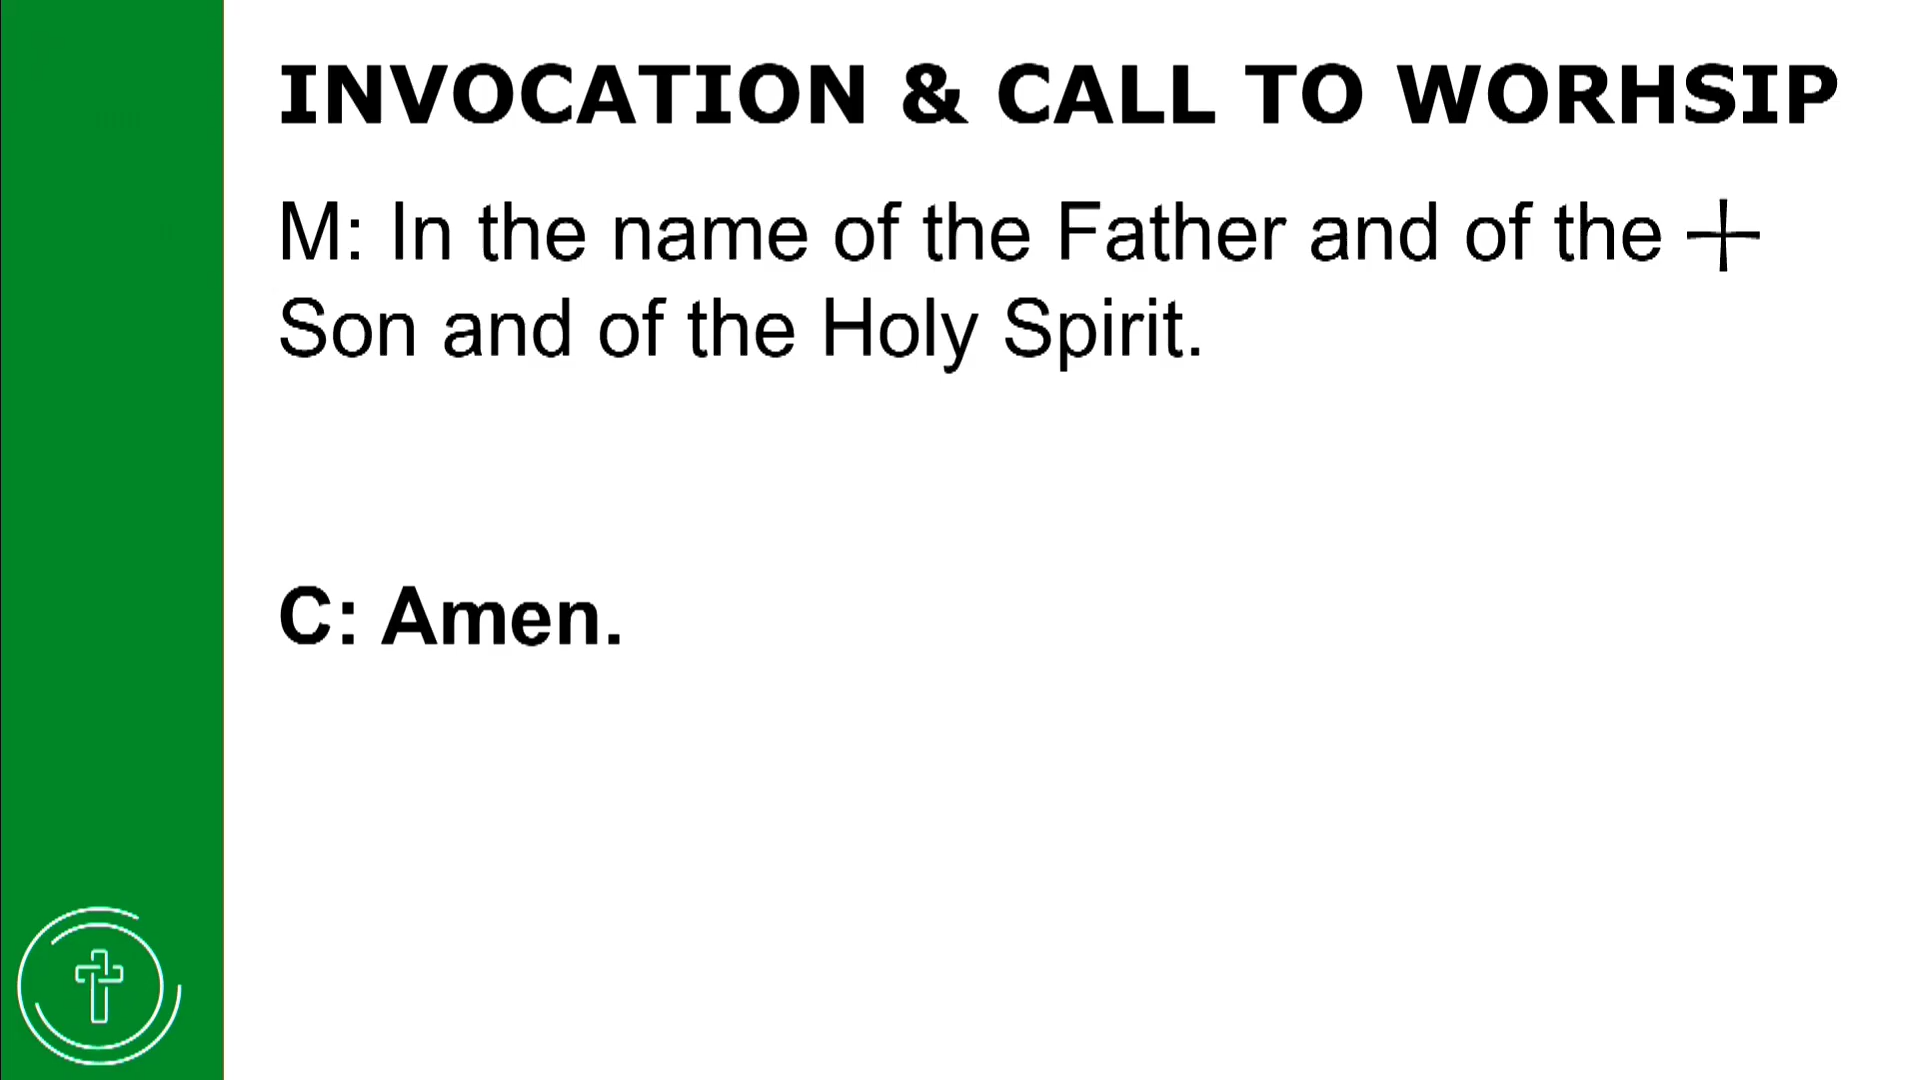 INVOCATION & CALL TO WORHSIP
M: In the name of the Father and of the ┼
Son and of the Holy Spirit.
C: Amen.